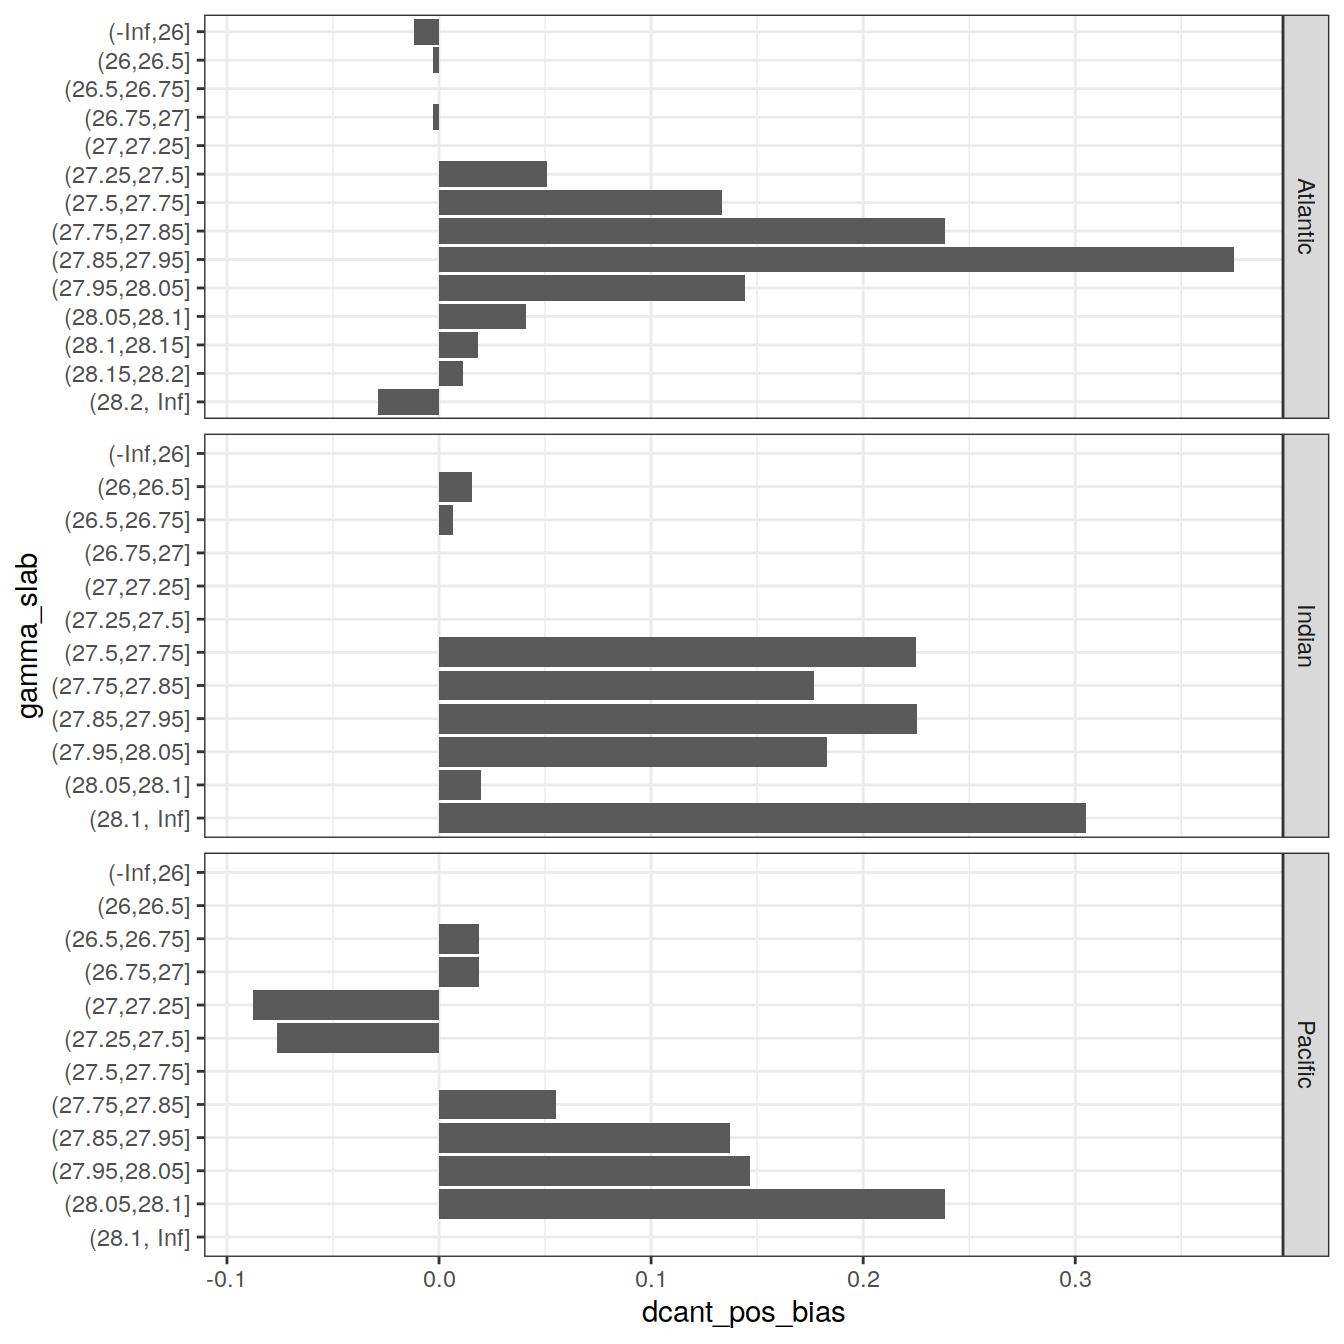 (-Inf,26]
(26,26.5]
(26.5,26.75]
(26.75,27]
(27,27.25]
(27.25,27.5]
(27.5,27.75]
(27.75,27.85]
(27.85,27.95]
(27.95,28.05]
(28.05,28.1]
(28.1,28.15]
(28.15,28.2]
(28.2, Inf]
Atlantic
(-Inf,26]
(26,26.5]
(26.5,26.75]
(26.75,27]
(27,27.25]
(27.25,27.5]
(27.5,27.75]
(27.75,27.85]
(27.85,27.95]
(27.95,28.05]
(28.05,28.1]
(28.1, Inf]
Indian
gamma_slab
(-Inf,26]
(26,26.5]
(26.5,26.75]
(26.75,27]
(27,27.25]
(27.25,27.5]
(27.5,27.75]
(27.75,27.85]
(27.85,27.95]
(27.95,28.05]
(28.05,28.1]
(28.1, Inf]
Pacific
-0.1 0.0 0.1 0.2 0.3
dcant_pos_bias